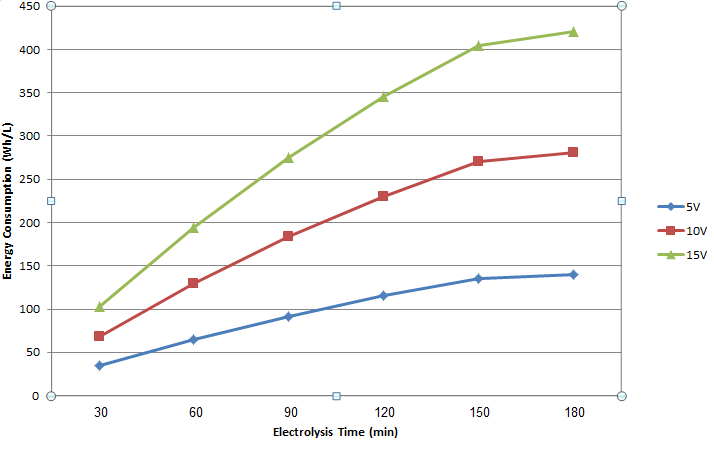 450
400
350
300
250
200
150
100
50
0
Energy Consumption (Wh/L)
30 60 90 120 150 180
Electrolysis Time (min)
5V
10V
15V